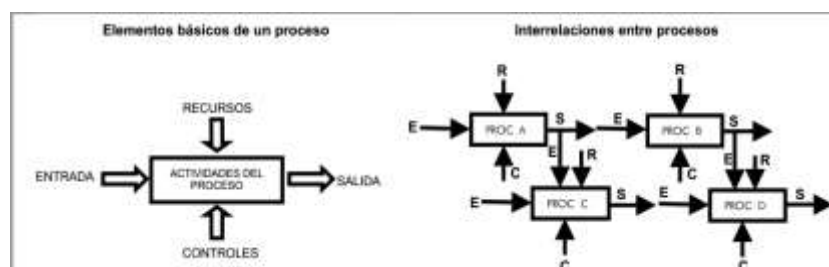 Elementos básicos de un proceso
RECURSOS
ENTRADA
ACTIVIDADES DEL
PROCESO
SALIDA
CONTROLES
Interrelaciones entre procesos
R R
E PROC A S E PROC B S
E R E R
C C
E PROC C S E PROC D S
C C